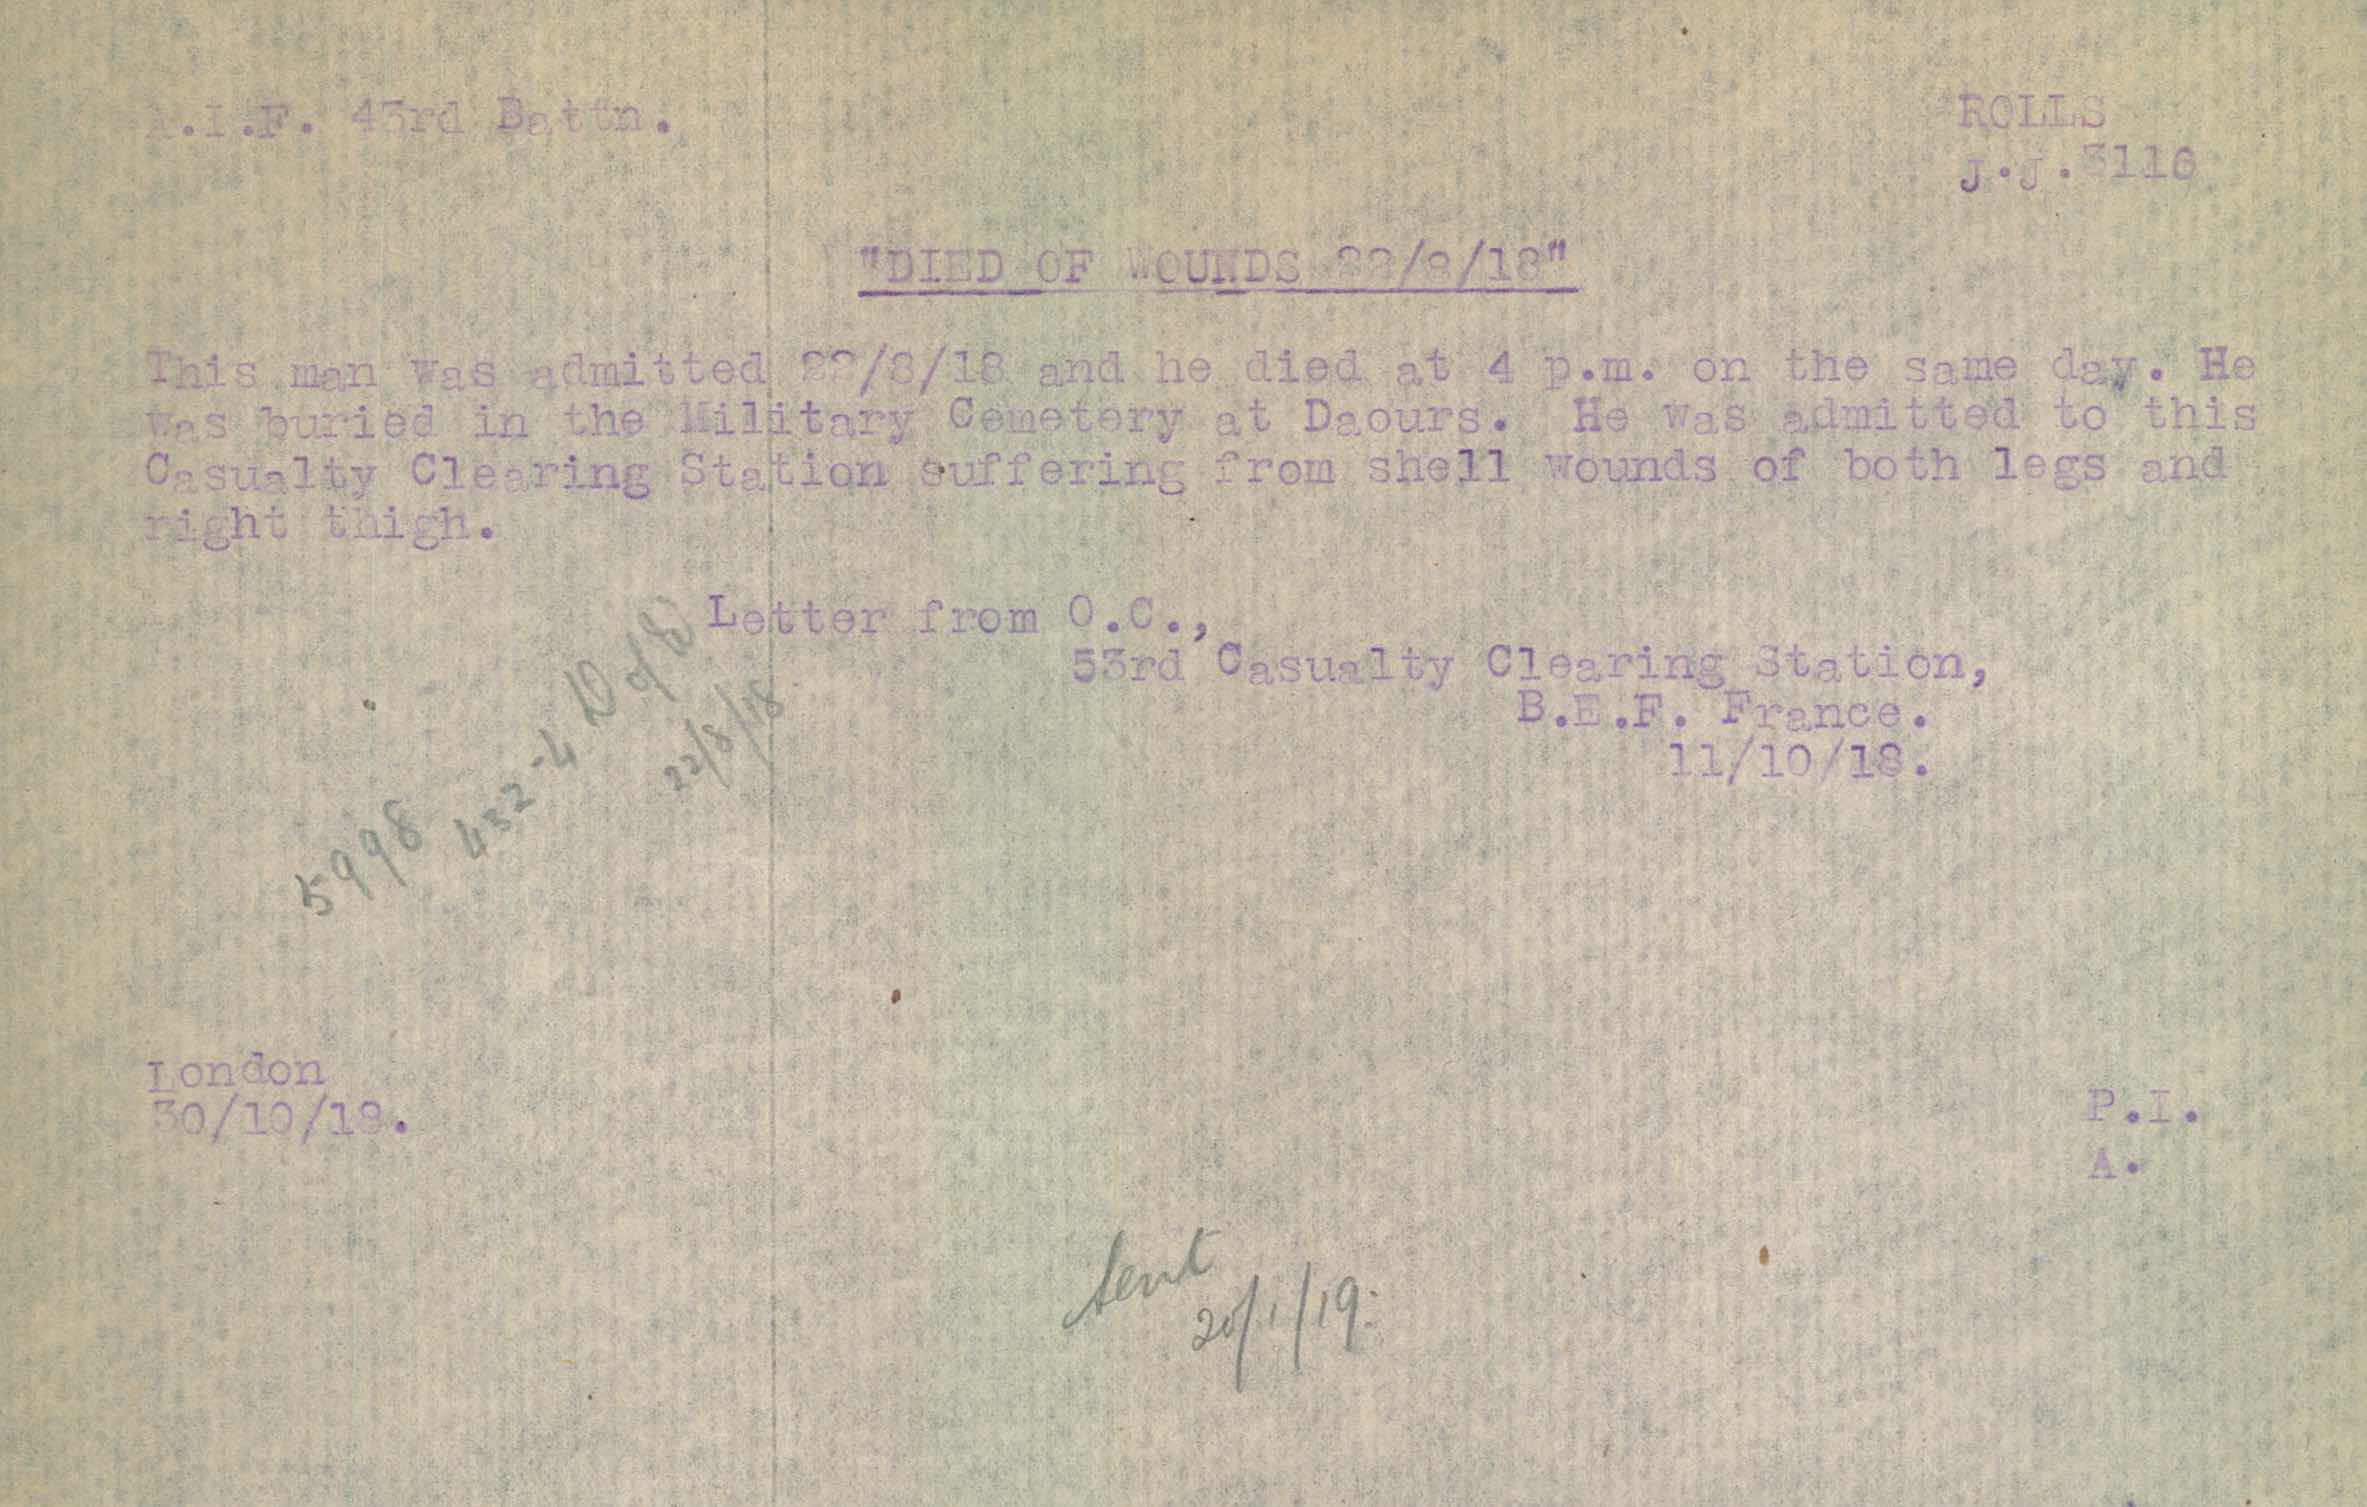 A.I.F. 43rd Battn.
ROLLS
J.J.3116
"DIED OF WOUNDS 22/8/18"
This man was admitted 22/8/18 and he died at 4 p.m. on the same day. He
was buried in the Military Cemetery at Daours. He was admitted to this
Casualty Clearing Station suffering from shell wounds of both legs and
right thigh.
Letter from O.C.,
53rd Casualty Clearing Station,
B.E.F. France.
11/10/18.
5998 432-4 D of W
22/8/18
London
30/10/18.
P.I.
A.
Sent
20/1/19.